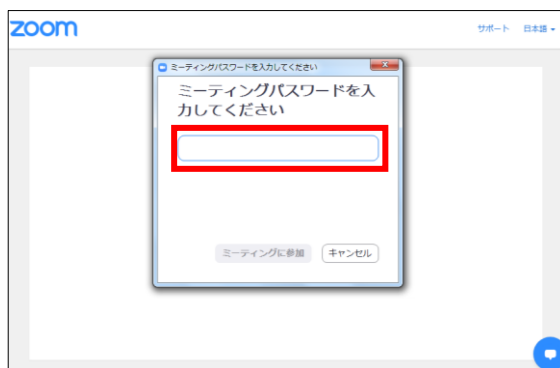 zoom
サポート 日本語
ミーティングパスワードを入力してください
ミーティングパスワードを入
力してください
ミーティングに参加 キャンセル